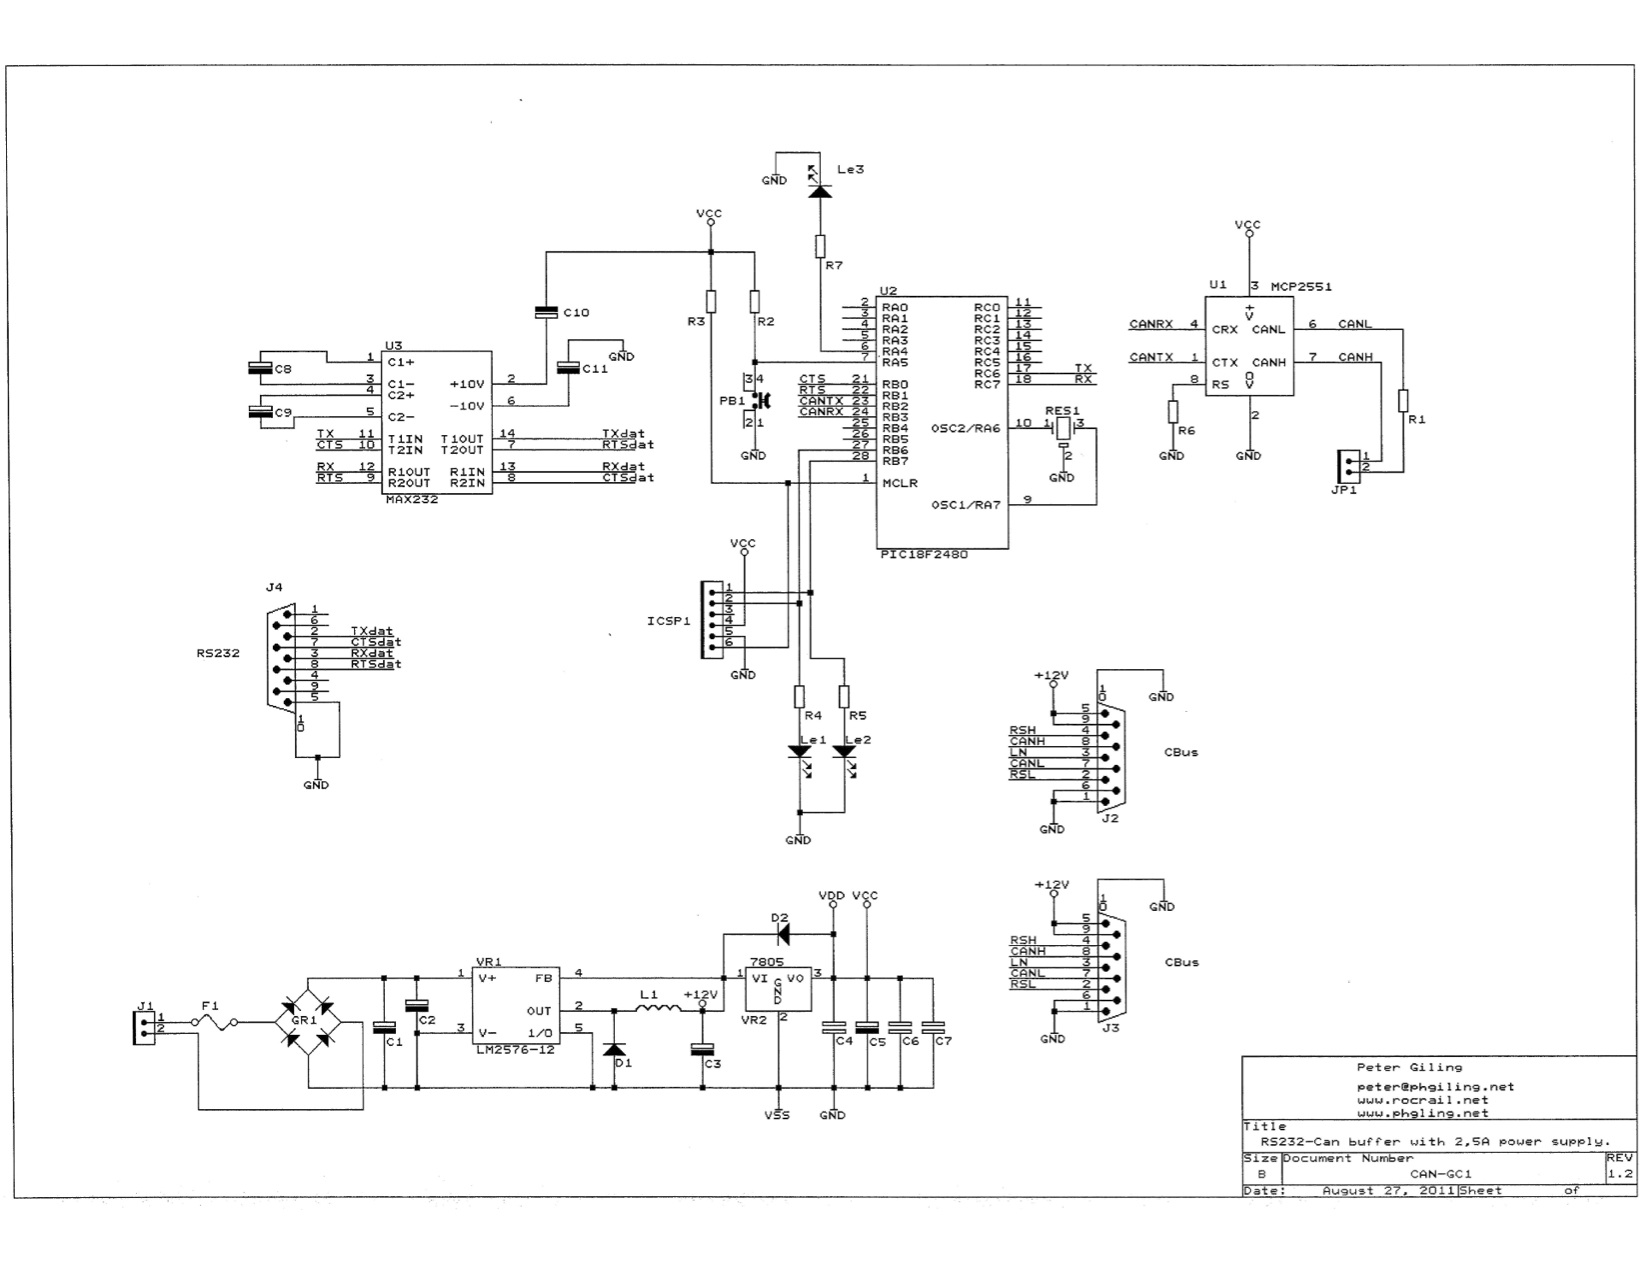 Le3
GND
R7
VCC
R3
R2
C10
C11
GND
U3
C8
C9
1 C1+
3 C1-
4 C2+
5 C2-
+10V 2
-10V 6
TX 11 T1IN T1OUT 14 TXdat
CTS 10 T2IN T2OUT 7 RTSdat
RX 12 R1OUT R1IN 13 RXdat
RTS 9 R2OUT R2IN 8 CTSdat
MAX232
PB1
3 4
2 1
GND
U2
2 RA0 RC0 11
3 RA1 RC1 12
4 RA2 RC2 13
5 RA3 RC3 14
6 RA4 RC4 15
7 RA5 RC5 16
RC6 17 TX
RC7 18 RX
CTS 21 RB0
RTS 22 RB1
CANTX 23 RB2
CANRX 24 RB3
25 RB4
26 RB5
27 RB6
28 RB7
1 MCLR
OSC2/RA6 10
OSC1/RA7 9
PIC18F2480
RES1
1 3
2
GND
VCC
U1 3 MCP2551
+
V
CANRX 4 CRX CANL 6 CANL
CANTX 1 CTX CANH 7 CANH
8 RS
0
V
2
R6
GND
GND
R1
1
2
JP1
VCC
ICSP1
1
2
3
4
5
6
GND
R4
R5
Le1
Le2
GND
J4
RS232
1
6
2 TXdat
7 CTSdat
3 RXdat
8 RTSdat
4
9
5
10
GND
+12V
10
GND
5
9
RSH 4
CANH 8
LN 3
CANL 7
RSL 2
6
1
CBus
J2
GND
+12V
10
GND
5
9
RSH 4
CANH 8
LN 3
CANL 7
RSL 2
6
1
CBus
J3
GND
J1
1
2
F1
GR1
C1
C2
VR1
1 V+ FB 4
OUT 2
3 V- 1/0 5
LM2576-12
D1
L1
+12V
C3
D2
7805
1 VI VO 3
GND
2
VR2
VDD VCC
C4
C5
C6
C7
VSS
GND
Peter Giling
peter@phgiling.net
www.rocrail.net
www.phgling.net
Title
RS232-Can buffer with 2,5A power supply.
Size Document Number REV
B CAN-GC1 1.2
Date: August 27, 2011 Sheet of